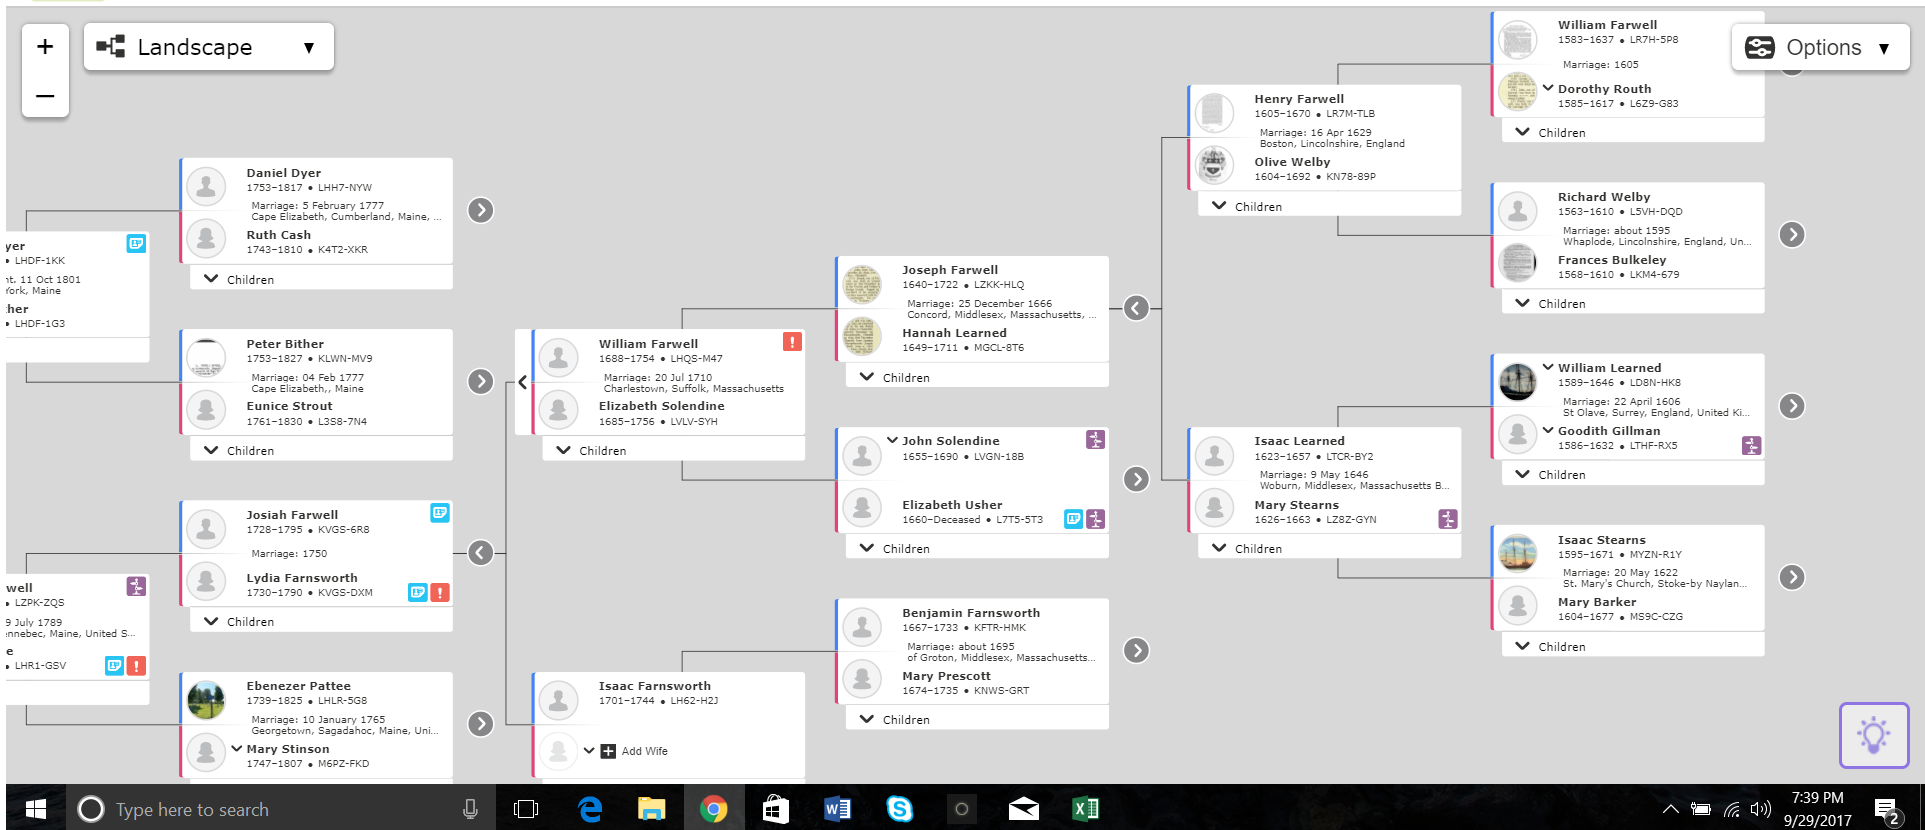 +
−
Landscape
Options
yer
• LHDF-1KK
nt. 11 Oct 1801
York, Maine
ther
• LHDF-1G3
well
• LZPK-ZQS
9 July 1789
ennebec, Maine, United S...
e
• LHR1-GSV
!
Daniel Dyer
1753–1817 • LHH7-NYW
Marriage: 5 February 1777
Cape Elizabeth, Cumberland, Maine, ...
Ruth Cash
1743–1810 • K4T2-XKR
Children
Peter Bither
1753–1827 • KLWN-MV9
Marriage: 04 Feb 1777
Cape Elizabeth,, Maine
Eunice Strout
1761–1830 • L3S8-7N4
Children
Josiah Farwell
1728–1795 • KVGS-6R8
Marriage: 1750
Lydia Farnsworth
1730–1790 • KVGS-DXM
!
Children
Ebenezer Pattee
1739–1825 • LHLR-5G8
Marriage: 10 January 1765
Georgetown, Sagadahoc, Maine, Uni...
Mary Stinson
1747–1807 • M6PZ-FKD
William Farwell
!
1688–1754 • LHQS-M47
Marriage: 20 Jul 1710
Charlestown, Suffolk, Massachusetts
Elizabeth Solendine
1685–1756 • LVLV-SYH
Children
Isaac Farnsworth
1701–1744 • LH62-H2J
Add Wife
Joseph Farwell
1640–1722 • LZKK-HLQ
Marriage: 25 December 1666
Concord, Middlesex, Massachusetts, ...
Hannah Learned
1649–1711 • MGCL-8T6
Children
John Solendine
1655–1690 • LVGN-18B
Elizabeth Usher
1660–Deceased • L7T5-5T3
Children
Benjamin Farnsworth
1667–1733 • KFTR-HMK
Marriage: about 1695
of Groton, Middlesex, Massachusetts...
Mary Prescott
1674–1735 • KNWS-GRT
Children
Henry Farwell
1605–1670 • LR7M-TLB
Marriage: 16 Apr 1629
Boston, Lincolnshire, England
Olive Welby
1604–1692 • KN78-89P
Children
Isaac Learned
1623–1657 • LTCR-BY2
Marriage: 9 May 1646
Woburn, Middlesex, Massachusetts B...
Mary Stearns
1626–1663 • LZ8Z-GYN
Children
William Farwell
1583–1637 • LR7H-5P8
Marriage: 1605
Dorothy Routh
1585–1617 • L6Z9-G83
Children
Richard Welby
1563–1610 • L5VH-DQD
Marriage: about 1595
Whaplode, Lincolnshire, England, Un...
Frances Bulkeley
1568–1610 • LKM4-679
Children
William Learned
1589–1646 • LD8N-HK8
Marriage: 22 April 1606
St Olave, Surrey, England, United Ki...
Goodith Gillman
1586–1632 • LTHF-RX5
Children
Isaac Stearns
1595–1671 • MYZN-R1Y
Marriage: 20 May 1622
St. Mary's Church, Stoke-by Naylan...
Mary Barker
1604–1677 • MS9C-CZG
Children
Type here to search
7:39 PM
9/29/2017
2